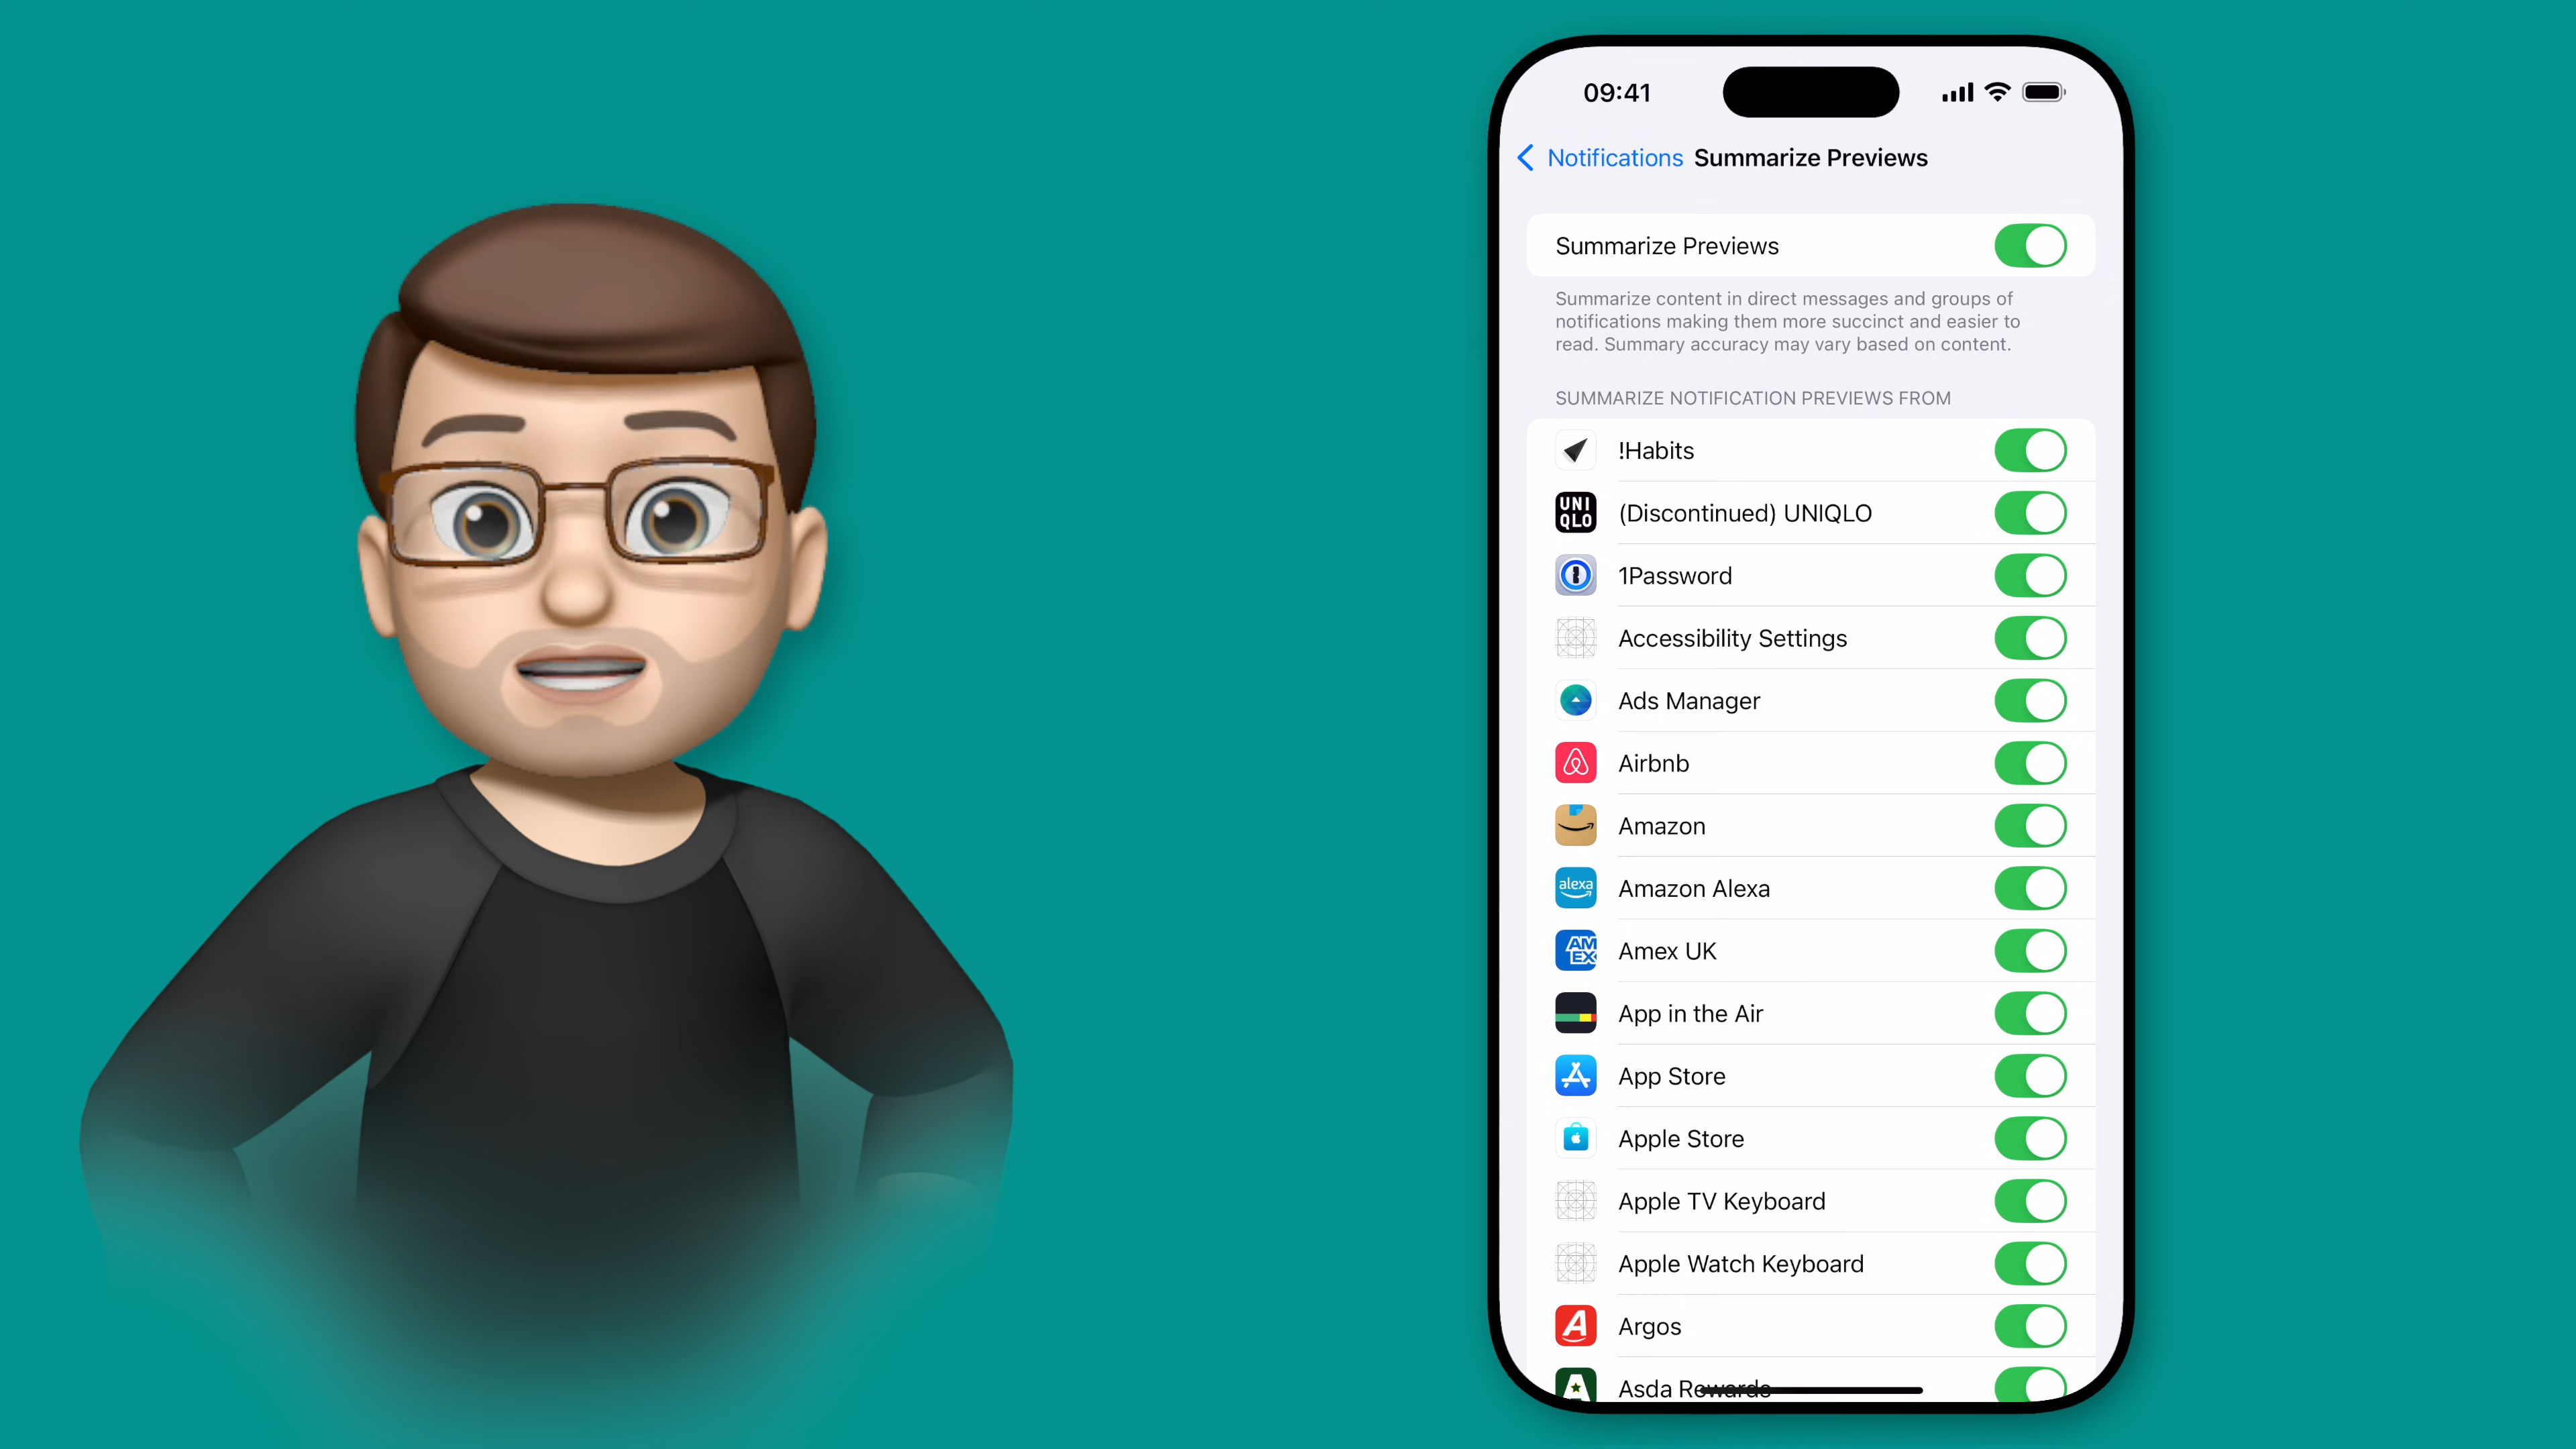 09:41
Notifications Summarize Previews
Summarize Previews
Summarize content in direct messages and groups of
notifications making them more succinct and easier to
read. Summary accuracy may vary based on content.
SUMMARIZE NOTIFICATION PREVIEWS FROM
!Habits
UNI
QLO
(Discontinued) UNIQLO
1Password
Accessibility Settings
Ads Manager
Airbnb
Amazon
alexa
Amazon Alexa
AM
EX
Amex UK
App in the Air
App Store
Apple Store
Apple TV Keyboard
Apple Watch Keyboard
A Argos
Asda Rewards